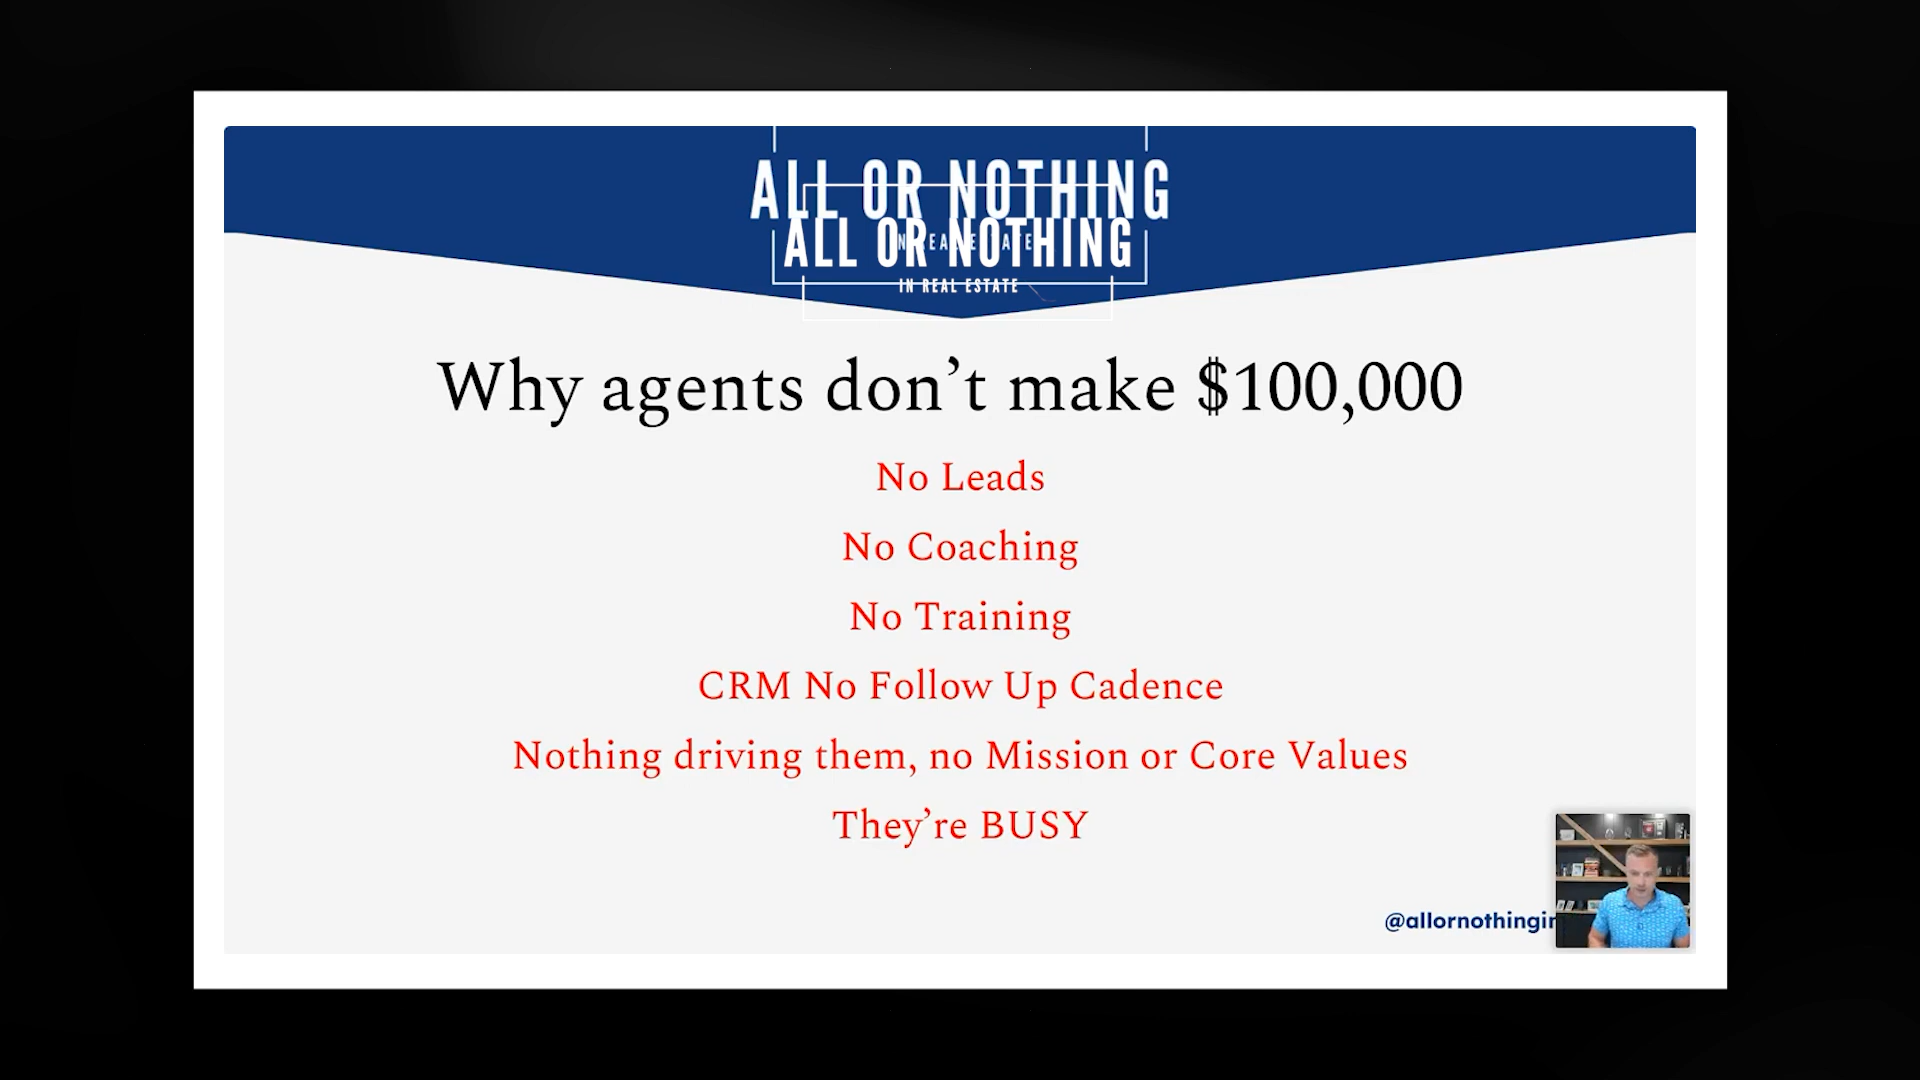 ALL OR NOTHING
ALL OR NOTHING
IN REAL ESTATE
Why agents don’t make $100,000
No Leads
No Coaching
No Training
CRM No Follow Up Cadence
Nothing driving them, no Mission or Core Values
They’re BUSY